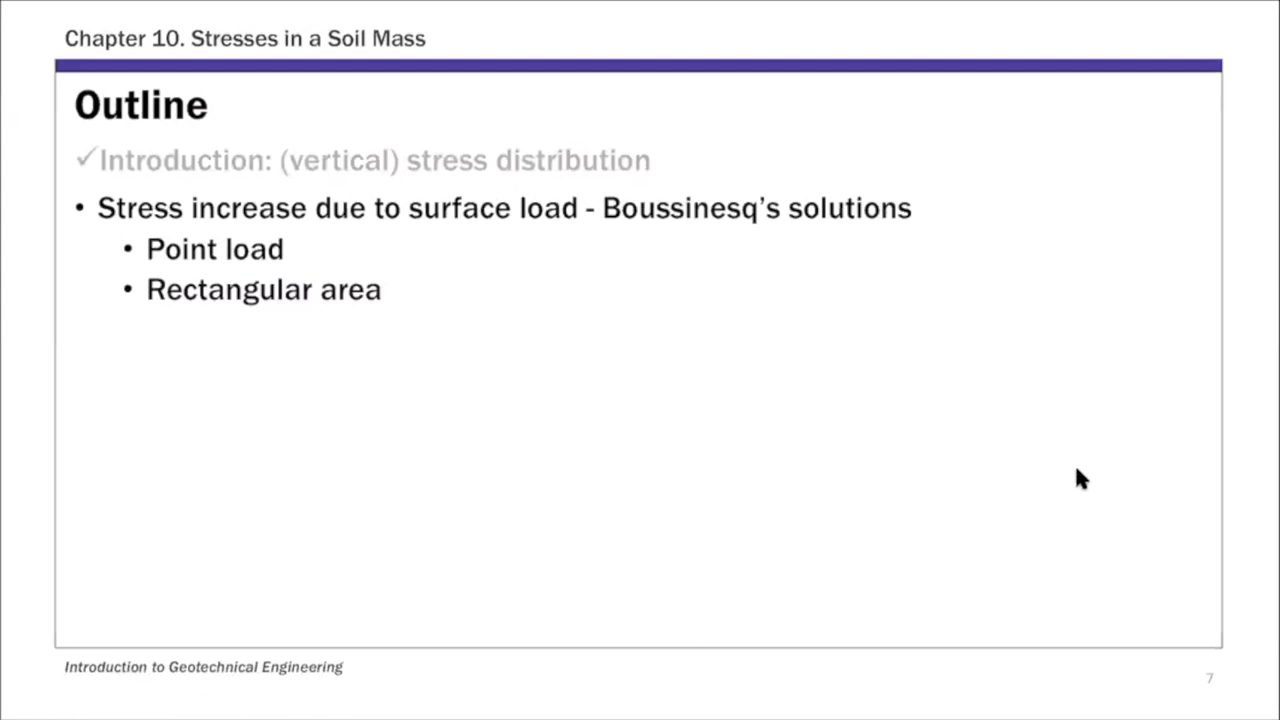 Chapter 10. Stresses in a Soil Mass
Outline
✓Introduction: (vertical) stress distribution
• Stress increase due to surface load - Boussinesq’s solutions
• Point load
• Rectangular area
Introduction to Geotechnical Engineering
7